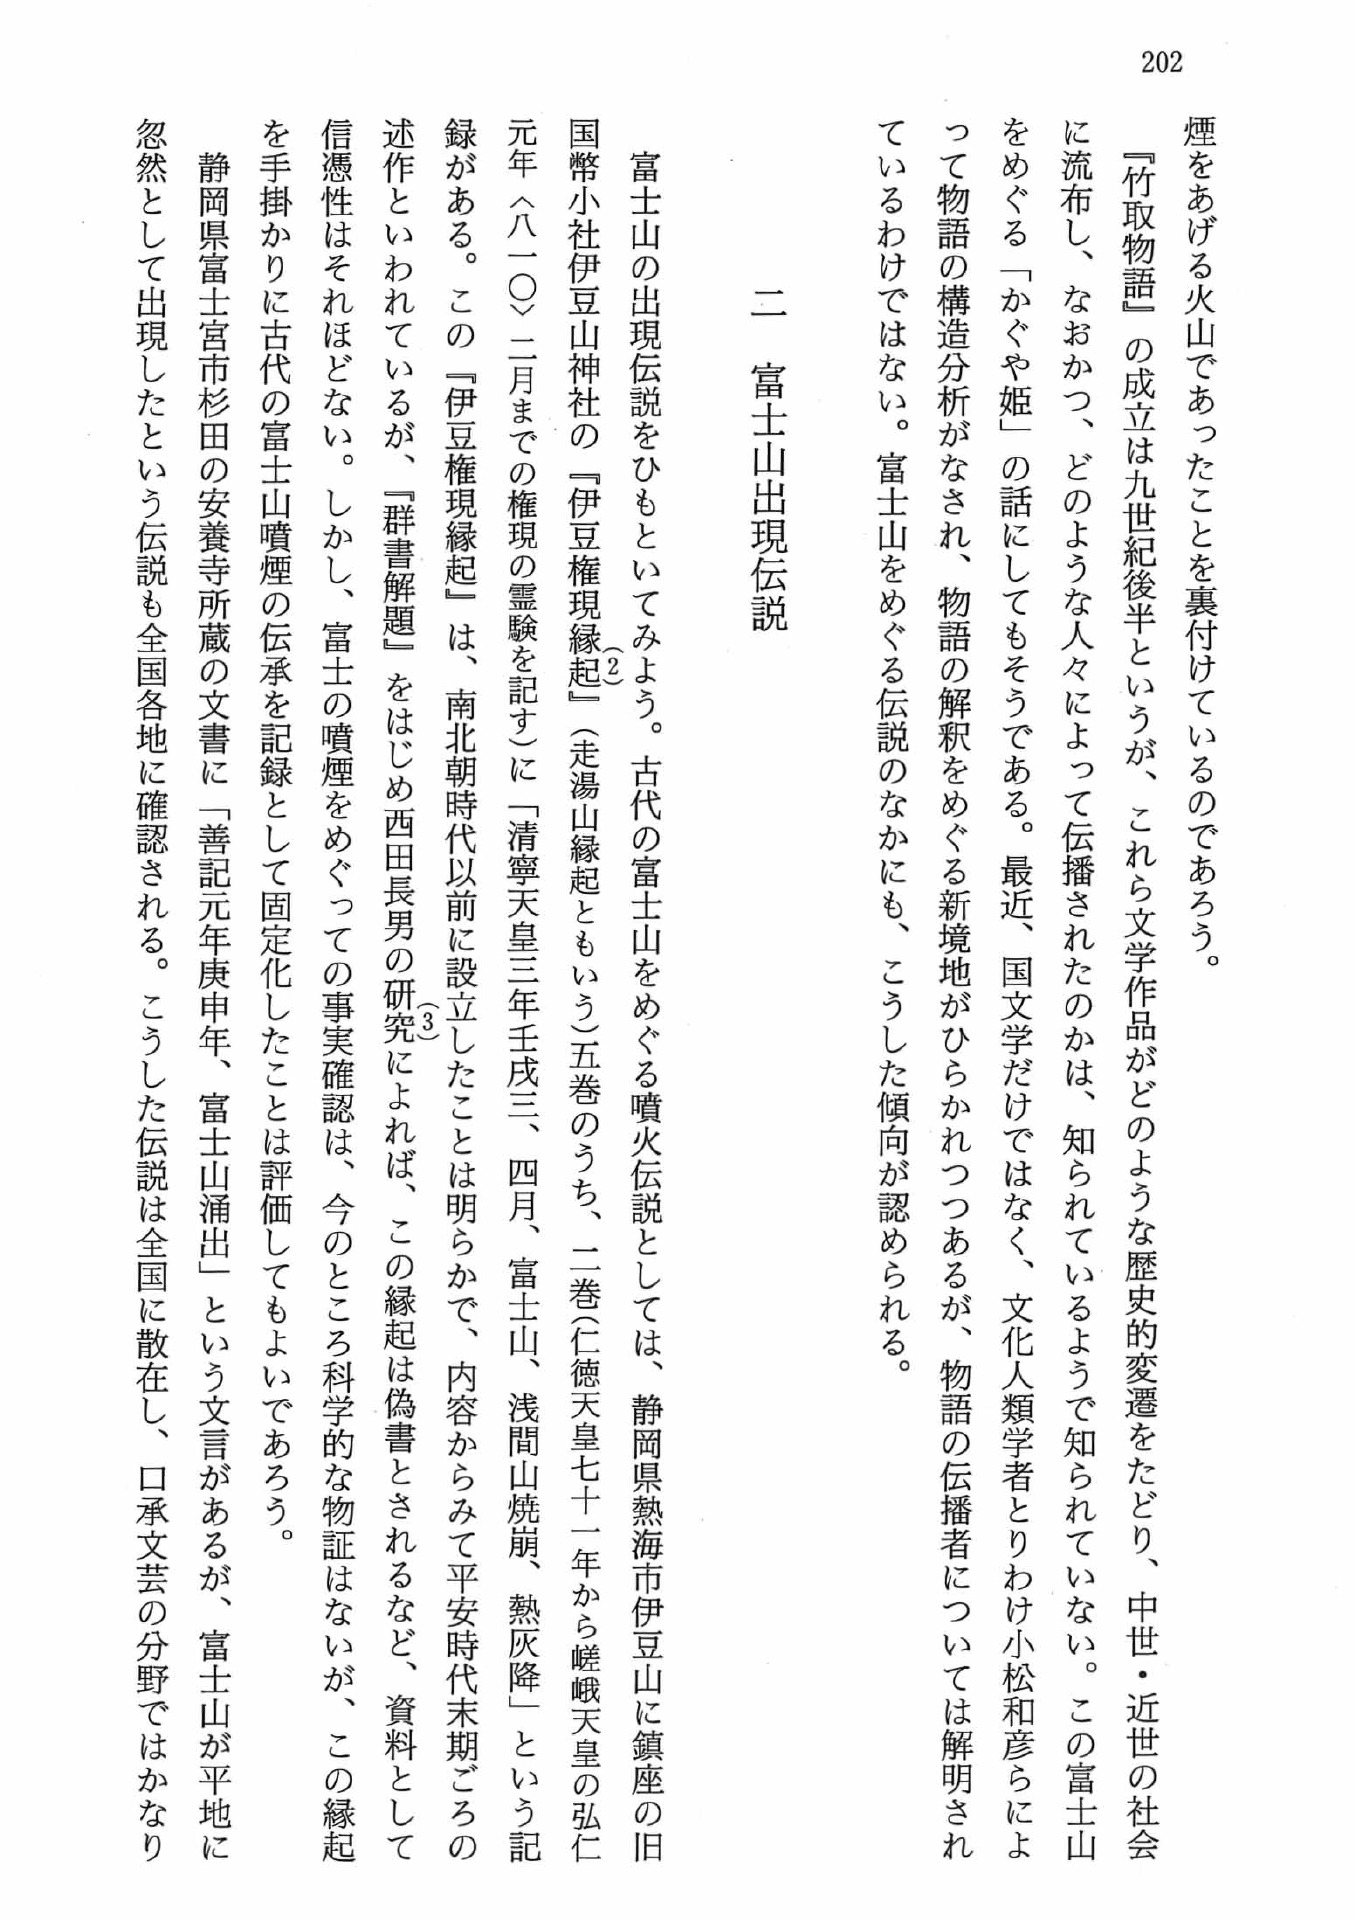 202
煙をあげる火山であったことを裏付けているのであろう。
『竹取物語』の成立は九世紀後半というが、これら文学作品がどのような歴史的変遷をたどり、中世・近世の社会
に流布し、なおかつ、どのような人々によって伝播されたのかは、知られているようで知られていない。この富士山
をめぐる「かぐや姫」の話にしてもそうである。最近、国文学だけではなく、文化人類学者とりわけ小松和彦らによ
って物語の構造分析がなされ、物語の解釈をめぐる新境地がひらかれつつあるが、物語の伝播者については解明され
ているわけではない。富士山をめぐる伝説のなかにも、こうした傾向が認められる。
二 富士山出現伝説
富士山の出現伝説をひもといてみよう。古代の富士山をめぐる噴火伝説としては、静岡県熱海市伊豆山に鎮座の旧
国幣小社伊豆山神社の『伊豆権現縁起』(2)(走湯山縁起ともいう)五巻のうち、二巻(仁徳天皇七十一年から嵯峨天皇の弘仁
元年〈八一〇〉二月までの権現の霊験を記す)に「清寧天皇三年壬戌三、四月、富士山、浅間山焼崩、熱灰降」という記
録がある。この『伊豆権現縁起』は、南北朝時代以前に設立したことは明らかで、内容からみて平安時代末期ごろの
述作といわれているが、『群書解題』をはじめ西田長男の研究(3)によれば、この縁起は偽書とされるなど、資料として
信憑性はそれほどない。しかし、富士の噴煙をめぐっての事実確認は、今のところ科学的な物証はないが、この縁起
を手掛かりに古代の富士山噴煙の伝承を記録として固定化したことは評価してもよいであろう。
静岡県富士宮市杉田の安養寺所蔵の文書に「善記元年庚申年、富士山涌出」という文言があるが、富士山が平地に
忽然として出現したという伝説も全国各地に確認される。こうした伝説は全国に散在し、口承文芸の分野ではかなり